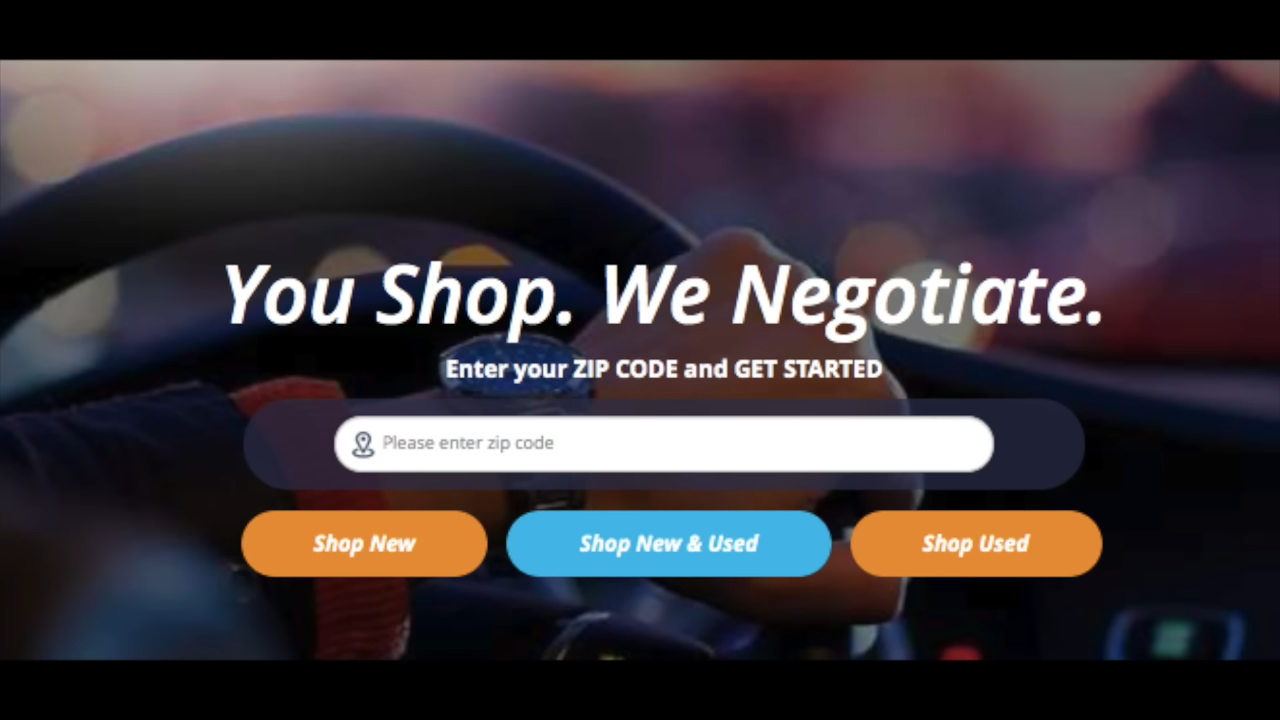 You Shop. We Negotiate.
Enter your ZIP CODE and GET STARTED
Please enter zip code
Shop New
Shop New & Used
Shop Used